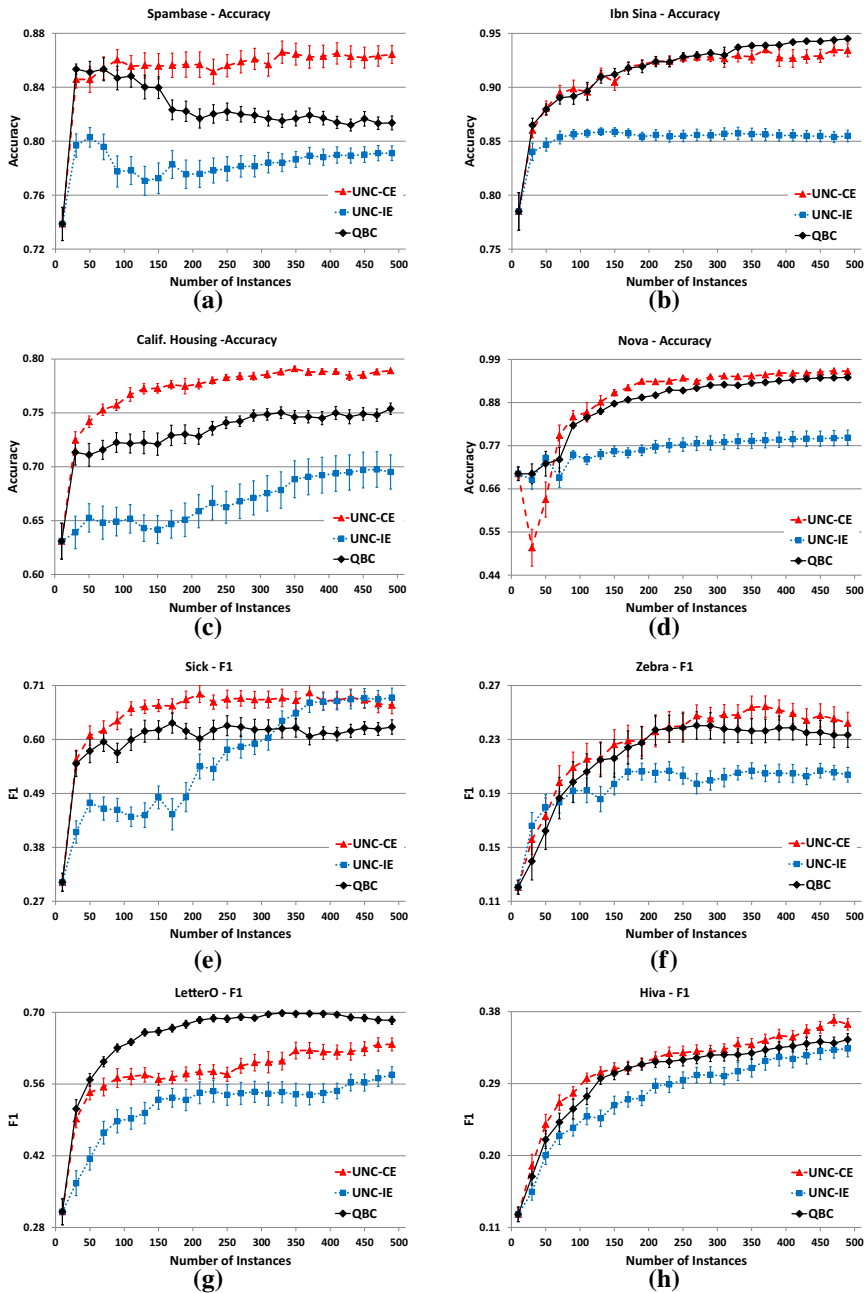 Spambase - Accuracy
Accuracy
0.88
0.84
0.80
0.76
0.72
UNC-CE
UNC-IE
QBC
0 50 100 150 200 250 300 350 400 450 500
Number of Instances
(a)
Ibn Sina - Accuracy
Accuracy
0.95
0.90
0.85
0.80
0.75
UNC-CE
UNC-IE
QBC
0 50 100 150 200 250 300 350 400 450 500
Number of Instances
(b)
Calif. Housing -Accuracy
Accuracy
0.80
0.75
0.70
0.65
0.60
UNC-CE
UNC-IE
QBC
0 50 100 150 200 250 300 350 400 450 500
Number of Instances
(c)
Nova - Accuracy
Accuracy
0.99
0.88
0.77
0.66
0.55
0.44
UNC-CE
UNC-IE
QBC
0 50 100 150 200 250 300 350 400 450 500
Number of Instances
(d)
Sick - F1
F1
0.71
0.60
0.49
0.38
0.27
UNC-CE
UNC-IE
QBC
0 50 100 150 200 250 300 350 400 450 500
Number of Instances
(e)
Zebra - F1
F1
0.27
0.23
0.19
0.15
0.11
UNC-CE
UNC-IE
QBC
0 50 100 150 200 250 300 350 400 450 500
Number of Instances
(f)
LetterO - F1
F1
0.70
0.56
0.42
0.28
UNC-CE
UNC-IE
QBC
0 50 100 150 200 250 300 350 400 450 500
Number of Instances
(g)
Hiva - F1
F1
0.38
0.29
0.20
0.11
UNC-CE
UNC-IE
QBC
0 50 100 150 200 250 300 350 400 450 500
Number of Instances
(h)